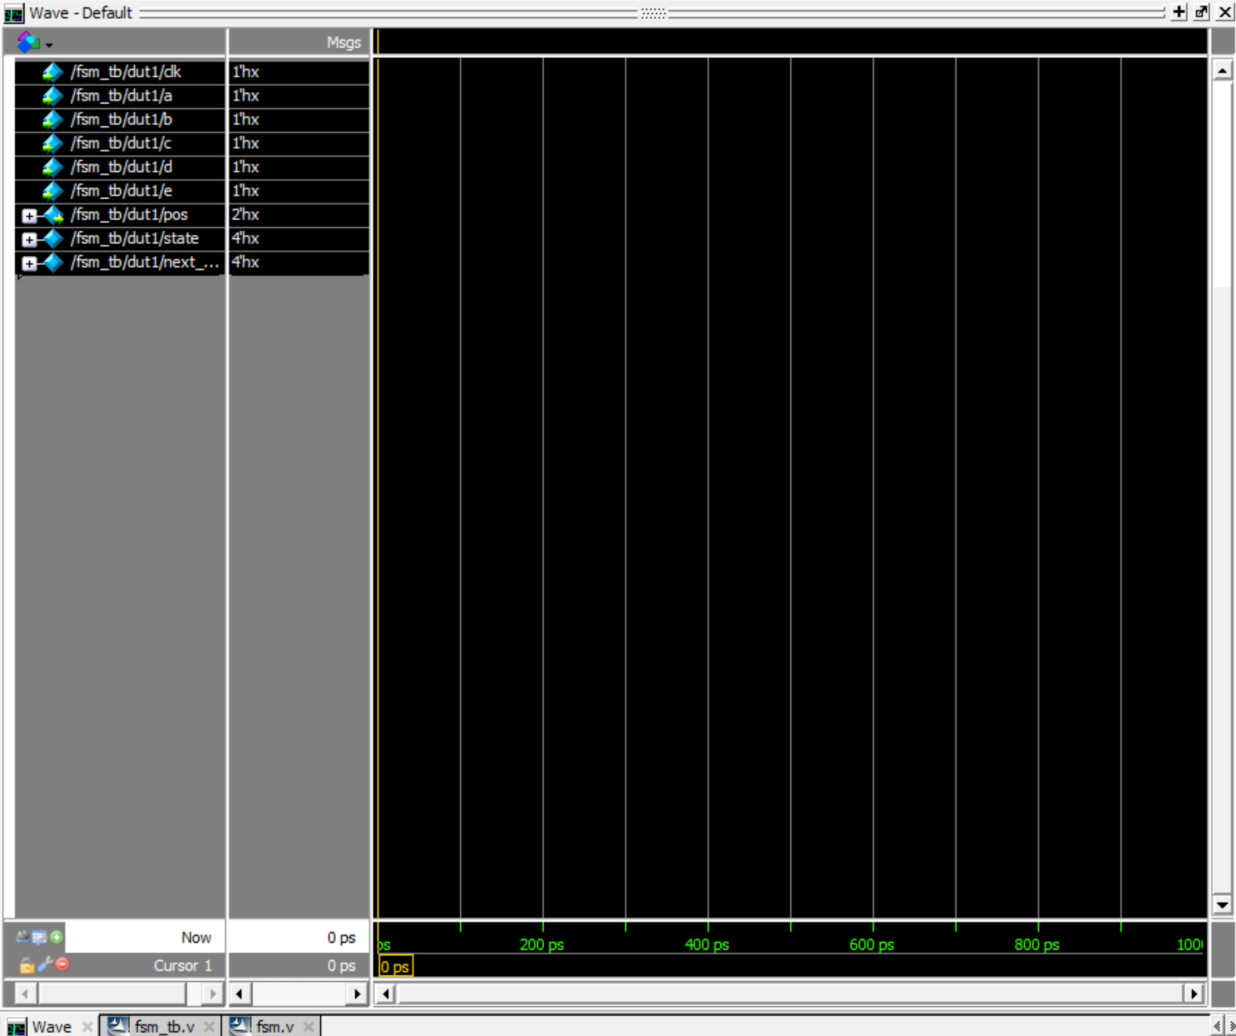 Wave - Default
Msgs
/fsm_tb/dut1/clk 1'hx
/fsm_tb/dut1/a 1'hx
/fsm_tb/dut1/b 1'hx
/fsm_tb/dut1/c 1'hx
/fsm_tb/dut1/d 1'hx
/fsm_tb/dut1/e 1'hx
/fsm_tb/dut1/pos 2'hx
/fsm_tb/dut1/state 4'hx
/fsm_tb/dut1/next_... 4'hx
Now 0 ps ps 200 ps 400 ps 600 ps 800 ps 100
Cursor 1 0 ps 0 ps
Wave fsm_tb.v fsm.v